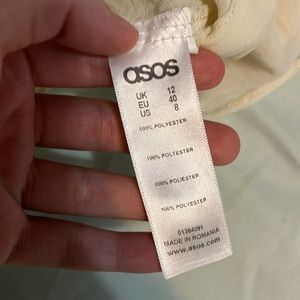 asos
UK 12
EU 40
US 8
100% POLYESTER
100% POLYESTER
100% POLIESTER
100% POLYESTER
01364091
MADE IN ROMANIA
www.asos.com